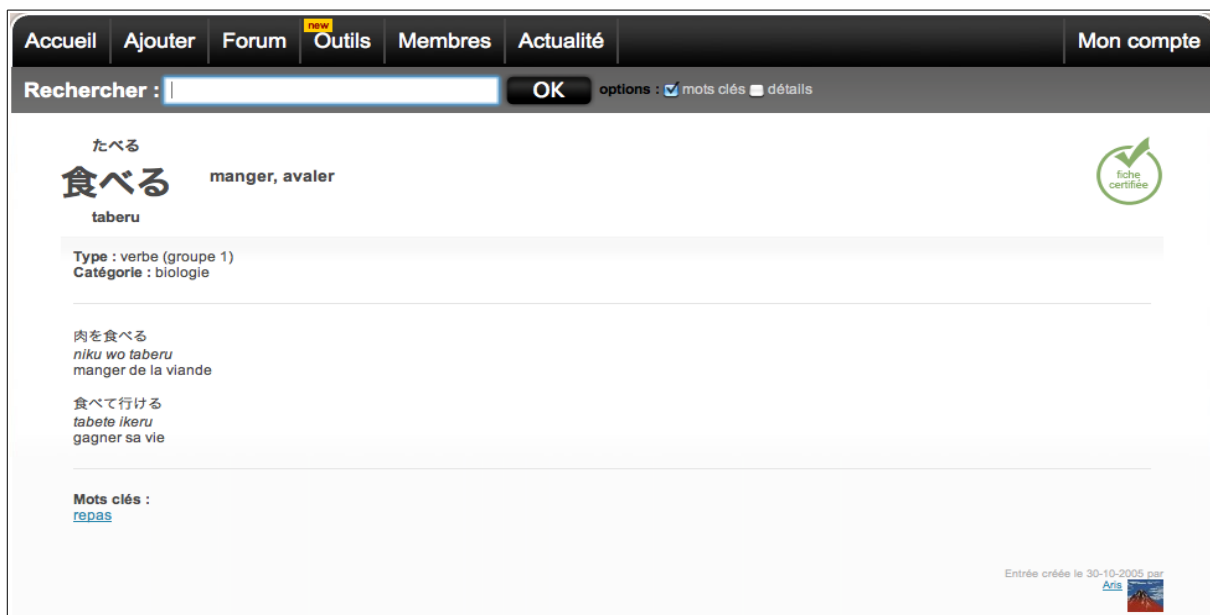 new
Accueil Ajouter Forum Outils Membres Actualité Mon compte
Rechercher : OK options : mots clés détails
たべる
食べる manger, avaler
taberu
fiche
certifiée
Type : verbe (groupe 1)
Catégorie : biologie
肉を食べる
niku wo taberu
manger de la viande
食べて行ける
tabete ikeru
gagner sa vie
Mots clés :
repas
Entrée créée le 30-10-2005 par
Aris